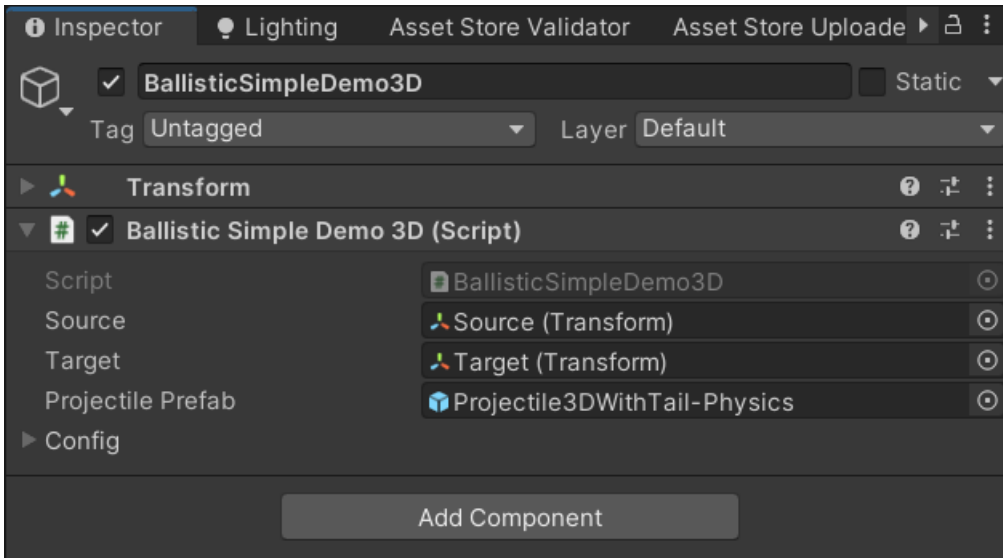 Inspector Lighting Asset Store Validator Asset Store Uploade
BallisticSimpleDemo3D Static
Tag Untagged Layer Default
Transform
# Ballistic Simple Demo 3D (Script)
Script BallisticSimpleDemo3D
Source Source (Transform)
Target Target (Transform)
Projectile Prefab Projectile3DWithTail-Physics
Config
Add Component